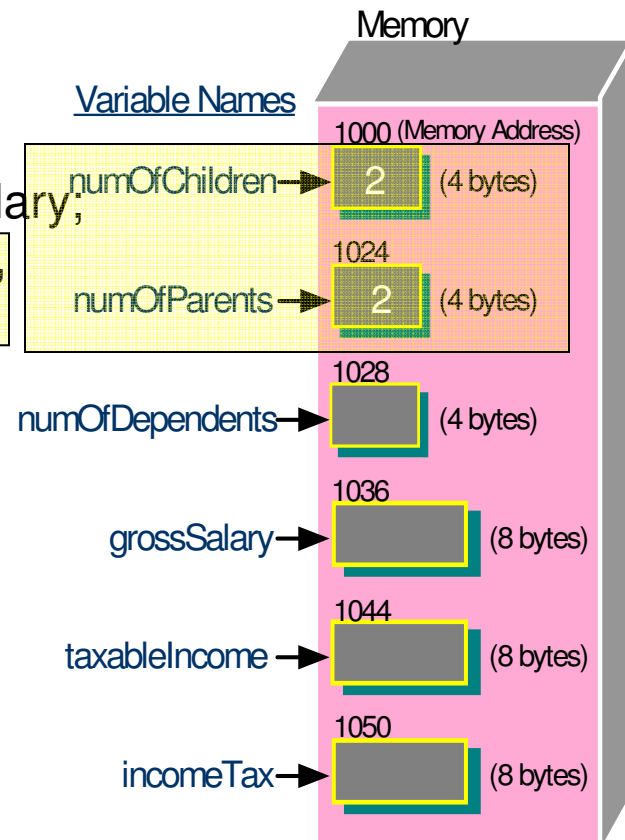 Memory
Variable Names
1000 (Memory Address)
numOfChildren 2 (4 bytes)
lary;
1024
numOfParents 2 (4 bytes)
1028
numOfDependents (4 bytes)
1036
grossSalary (8 bytes)
1044
taxableIncome (8 bytes)
1050
incomeTax (8 bytes)